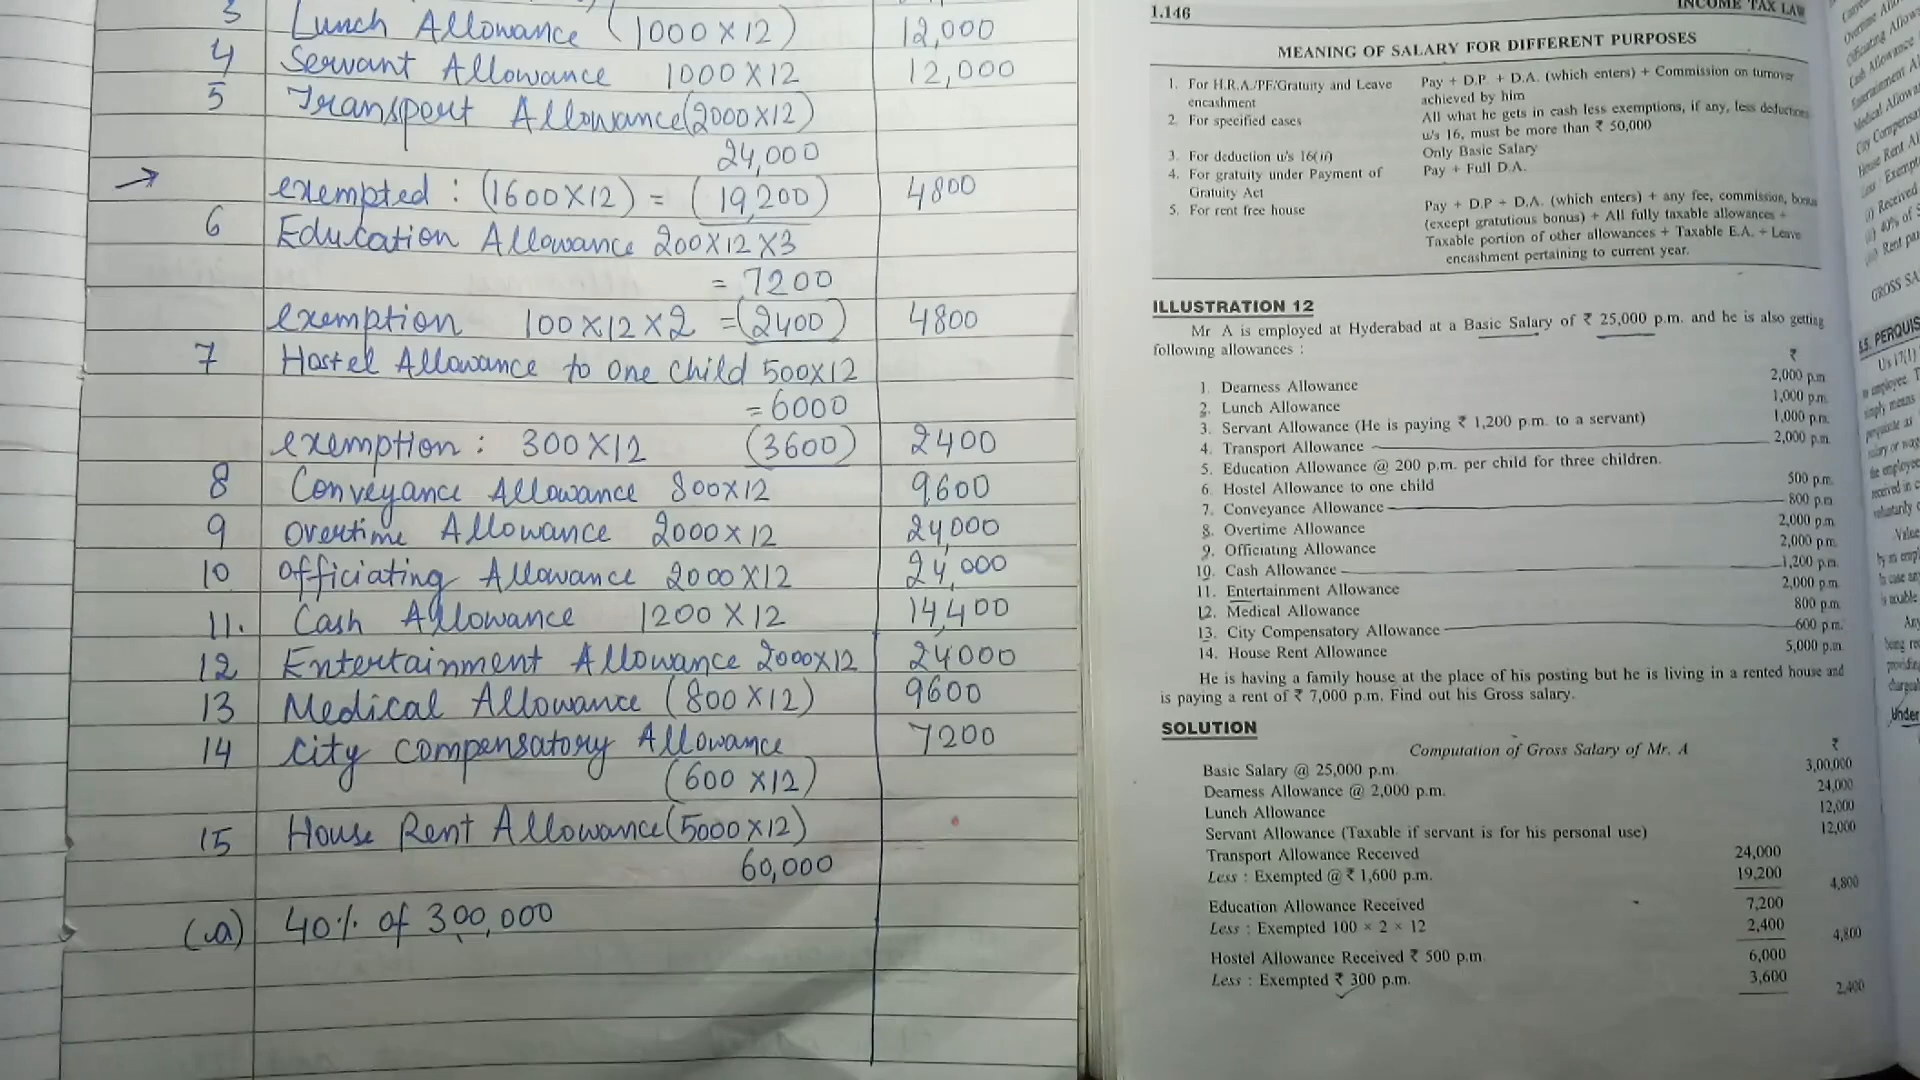 3 Lunch Allowance (1000 X 12) 12,000
4 Servant Allowance 1000 X 12 12,000
5 Transport Allowance (2000 X 12)
24,000
→ exempted : (1600 X 12) = (19,200) 4800
6 Education Allowance 200 X 12 X 3
= 7200
exemption 100 X 12 X 2 = (2400) 4800
7 Hostel Allowance to one child 500 X 12
= 6000
exemption : 300 X 12 (3600) 2400
8 Conveyance Allowance 800 X 12 9600
9 Overtime Allowance 2000 X 12 24,000
10 Officiating Allowance 2000 X 12 24,000
11. Cash Allowance 1200 X 12 14,400
12 Entertainment Allowance 2000 X 12 24000
13 Medical Allowance (800 X 12) 9600
14 City Compensatory Allowance 7200
(600 X 12)
15 House Rent Allowance (5000 X 12)
60,000
(a) 40% of 300,000
1.146 INCOME TAX LAW
MEANING OF SALARY FOR DIFFERENT PURPOSES
1. For H.R.A./PF/Gratuity and Leave encashment Pay + D.P. + D.A. (which enters) + Commission on turnover achieved by him
2. For specified cases All what he gets in cash less exemptions, if any, less deductions
u/s 16, must be more than ₹ 50,000
3. For deduction u/s 16(ii) Only Basic Salary
4. For gratuity under Payment of Gratuity Act Pay + Full D.A.
5. For rent free house Pay + D.P + D.A. (which enters) + any fee, commission, bonus
(except gratutious bonus) + All fully taxable allowances +
Taxable portion of other allowances + Taxable E.A. + Leave
encashment pertaining to current year.
ILLUSTRATION 12
Mr A is employed at Hyderabad at a Basic Salary of ₹ 25,000 p.m. and he is also getting
following allowances :
₹
1. Dearness Allowance 2,000 p.m.
2. Lunch Allowance 1,000 p.m.
3. Servant Allowance (He is paying ₹ 1,200 p.m. to a servant) 1,000 p.m.
4. Transport Allowance 2,000 p.m.
5. Education Allowance @ 200 p.m. per child for three children.
6. Hostel Allowance to one child 500 p.m.
7. Conveyance Allowance 800 p.m.
8. Overtime Allowance 2,000 p.m.
9. Officiating Allowance 2,000 p.m.
10. Cash Allowance 1,200 p.m.
11. Entertainment Allowance 2,000 p.m.
12. Medical Allowance 800 p.m.
13. City Compensatory Allowance 600 p.m.
14. House Rent Allowance 5,000 p.m.
He is having a family house at the place of his posting but he is living in a rented house and
is paying a rent of ₹ 7,000 p.m. Find out his Gross salary.
SOLUTION
Computation of Gross Salary of Mr. A
₹
Basic Salary @ 25,000 p.m. 3,00,000
Dearness Allowance @ 2,000 p.m. 24,000
Lunch Allowance 12,000
Servant Allowance (Taxable if servant is for his personal use) 12,000
Transport Allowance Received 24,000
Less : Exempted @ ₹ 1,600 p.m. 19,200 4,800
Education Allowance Received 7,200
Less : Exempted 100 × 2 × 12 2,400 4,800
Hostel Allowance Received ₹ 500 p.m. 6,000
Less : Exempted ₹ 300 p.m. 3,600 2,400
GROSS
Under